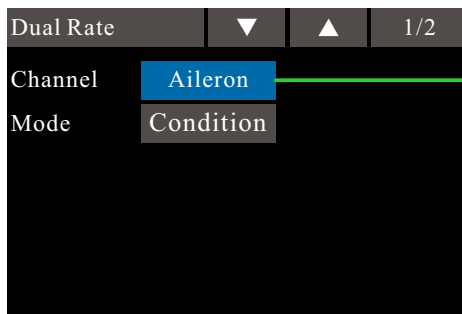 Dual Rate ▼ ▲ 1/2
Channel Aileron
Mode Condition